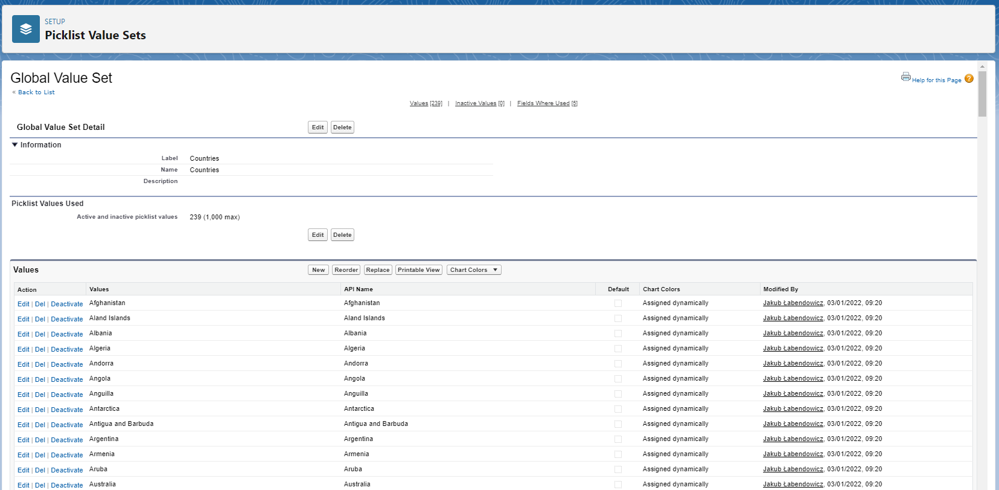 SETUP
Picklist Value Sets
Global Value Set
« Back to List
Help for this Page ?
Values [239] | Inactive Values [0] | Fields Where Used [5]
Global Value Set Detail Edit Delete
Information
Label Countries
Name Countries
Description
Picklist Values Used
Active and inactive picklist values 239 (1,000 max)
Edit Delete
Values New Reorder Replace Printable View Chart Colors
Action Values API Name Default Chart Colors Modified By
Edit | Del | Deactivate Afghanistan Afghanistan Assigned dynamically Jakub Łabendowicz, 03/01/2022, 09:20
Edit | Del | Deactivate Aland Islands Aland Islands Assigned dynamically Jakub Łabendowicz, 03/01/2022, 09:20
Edit | Del | Deactivate Albania Albania Assigned dynamically Jakub Łabendowicz, 03/01/2022, 09:20
Edit | Del | Deactivate Algeria Algeria Assigned dynamically Jakub Łabendowicz, 03/01/2022, 09:20
Edit | Del | Deactivate Andorra Andorra Assigned dynamically Jakub Łabendowicz, 03/01/2022, 09:20
Edit | Del | Deactivate Angola Angola Assigned dynamically Jakub Łabendowicz, 03/01/2022, 09:20
Edit | Del | Deactivate Anguilla Anguilla Assigned dynamically Jakub Łabendowicz, 03/01/2022, 09:20
Edit | Del | Deactivate Antarctica Antarctica Assigned dynamically Jakub Łabendowicz, 03/01/2022, 09:20
Edit | Del | Deactivate Antigua and Barbuda Antigua and Barbuda Assigned dynamically Jakub Łabendowicz, 03/01/2022, 09:20
Edit | Del | Deactivate Argentina Argentina Assigned dynamically Jakub Łabendowicz, 03/01/2022, 09:20
Edit | Del | Deactivate Armenia Armenia Assigned dynamically Jakub Łabendowicz, 03/01/2022, 09:20
Edit | Del | Deactivate Aruba Aruba Assigned dynamically Jakub Łabendowicz, 03/01/2022, 09:20
Edit | Del | Deactivate Australia Australia Assigned dynamically Jakub Łabendowicz, 03/01/2022, 09:20